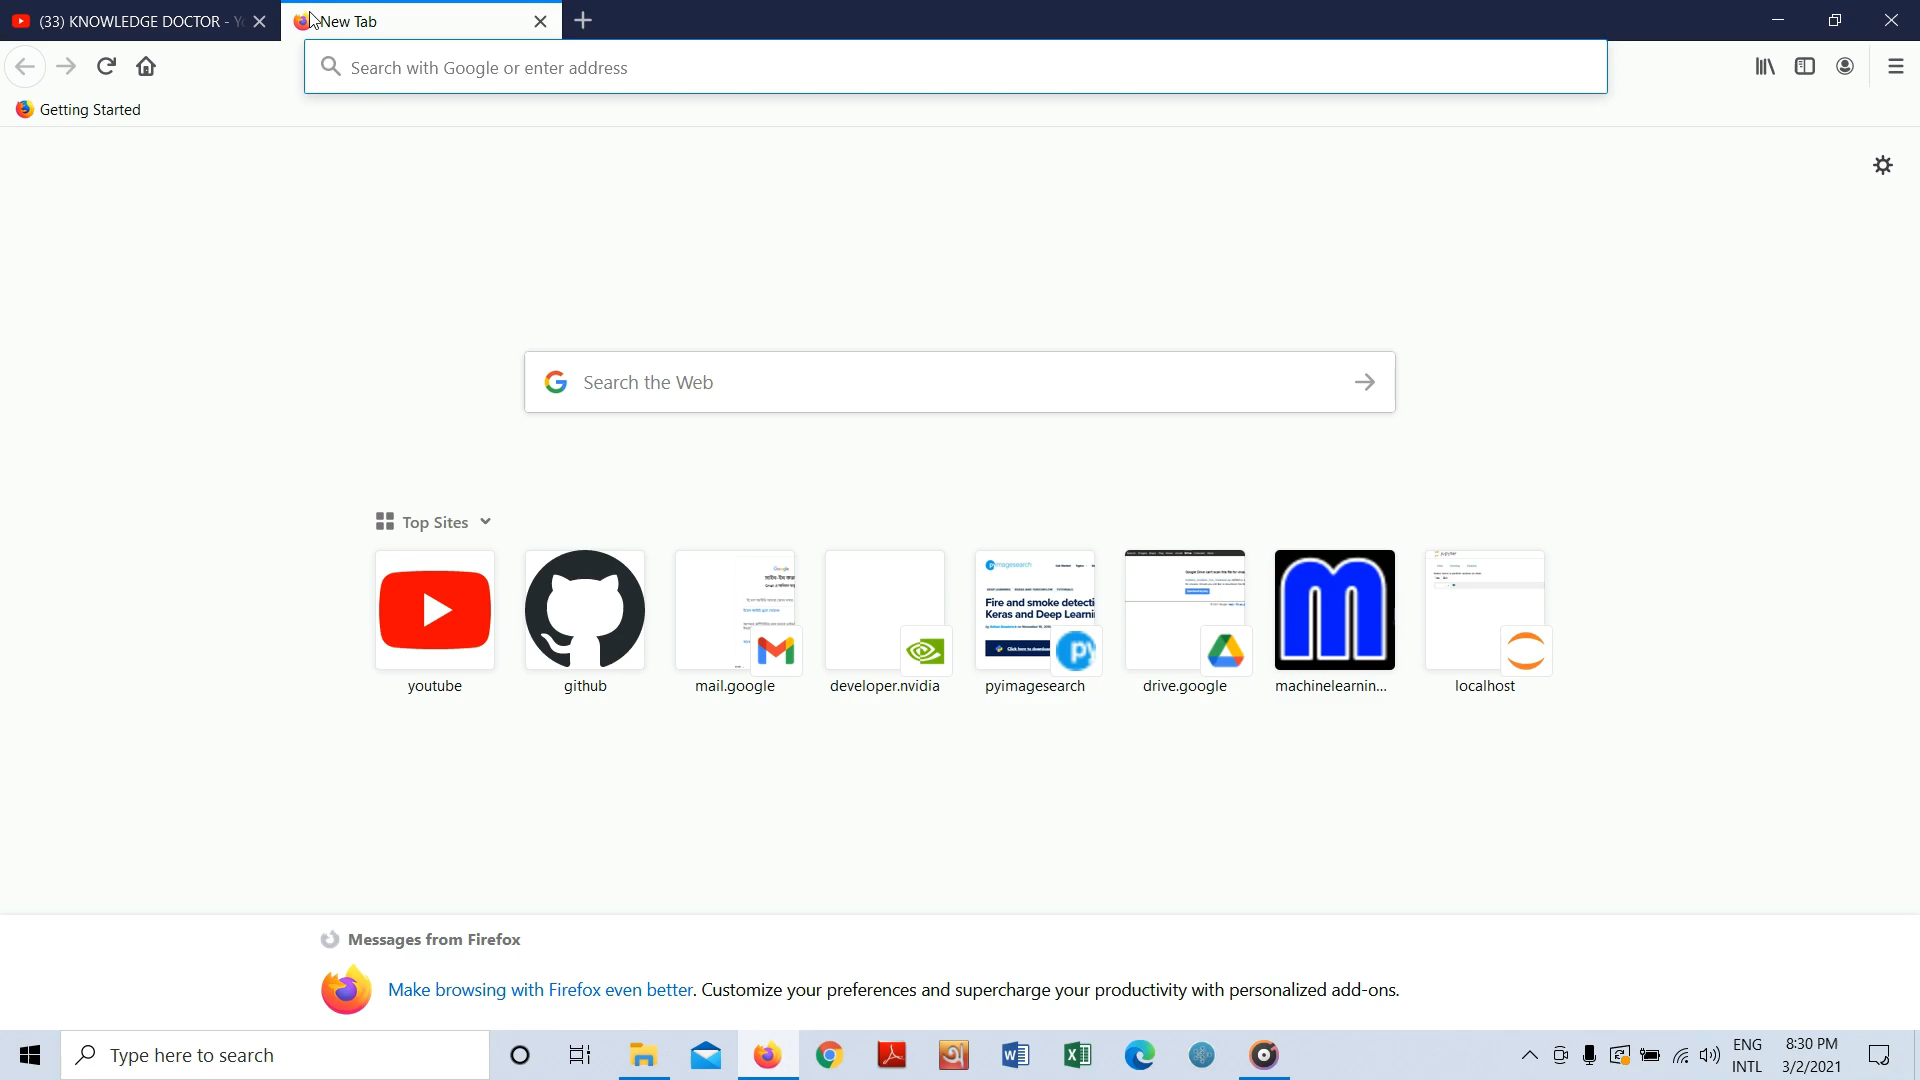 (33) KNOWLEDGE DOCTOR - Y
New Tab
Search with Google or enter address
Getting Started
Search the Web
Top Sites
pyimagesearch
Fire and smoke detecti
Keras and Deep Learni
youtube
github
mail.google
developer.nvidia
pyimagesearch
drive.google
machinelearnin...
localhost
Messages from Firefox
Make browsing with Firefox even better. Customize your preferences and supercharge your productivity with personalized add-ons.
Type here to search
ENG
INTL
8:30 PM
3/2/2021